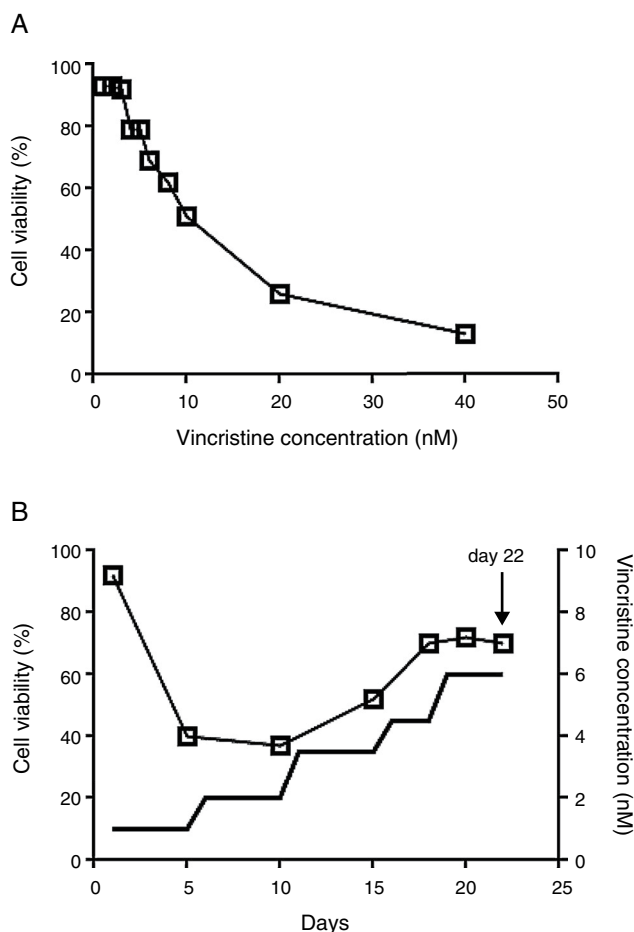 A
100
80
60
40
20
0
Cell viability (%)
0 10 20 30 40 50
Vincristine concentration (nM)
B
day 22
100
80
60
40
20
0
Cell viability (%)
10
8
6
4
2
0
Vincristine concentration (nM)
0 5 10 15 20 25
Days